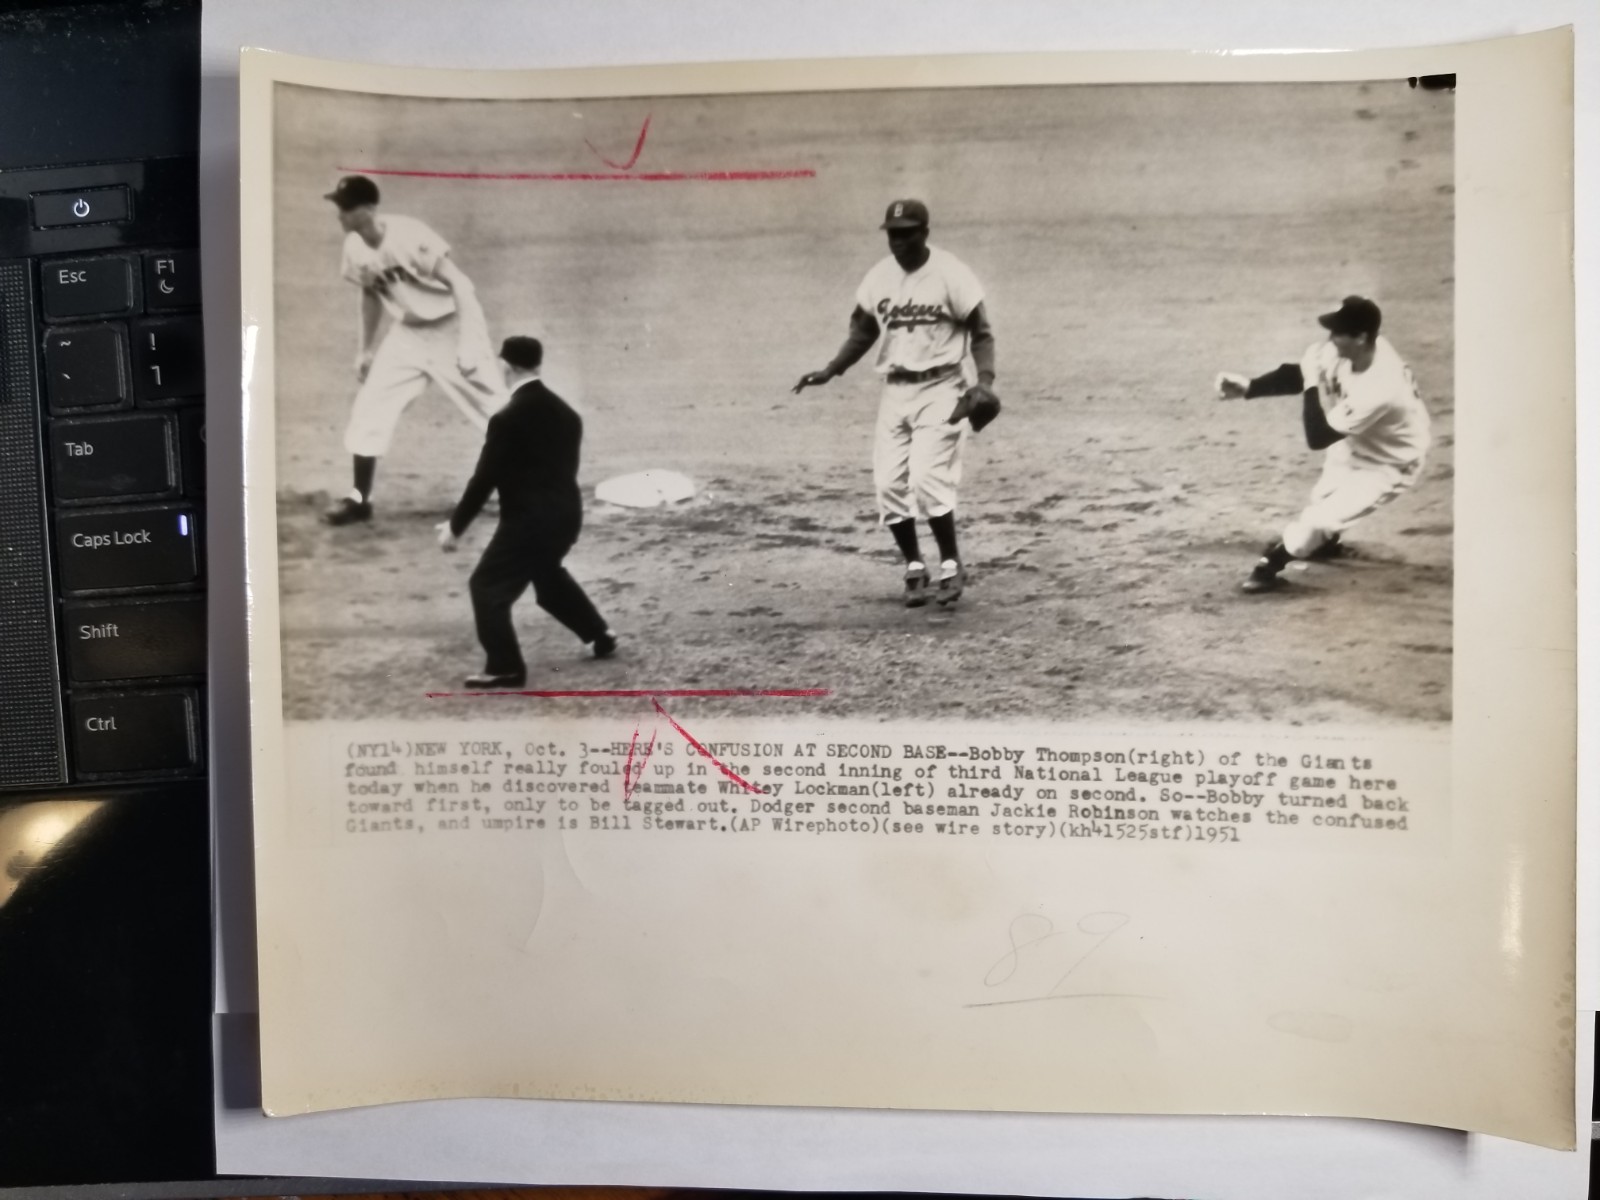 Esc
F1
~
`
!
1
Tab
Caps Lock
Shift
Ctrl
B
Dodgers
(NY14)NEW YORK, Oct. 3--HERE'S CONFUSION AT SECOND BASE--Bobby Thompson(right) of the Giants
found himself really fouled up in the second inning of third National League playoff game here
today when he discovered teammate Whitey Lockman(left) already on second. So--Bobby turned back
toward first, only to be tagged out. Dodger second baseman Jackie Robinson watches the confused
Giants, and umpire is Bill Stewart.(AP Wirephoto)(see wire story)(kh41525stf)1951
89